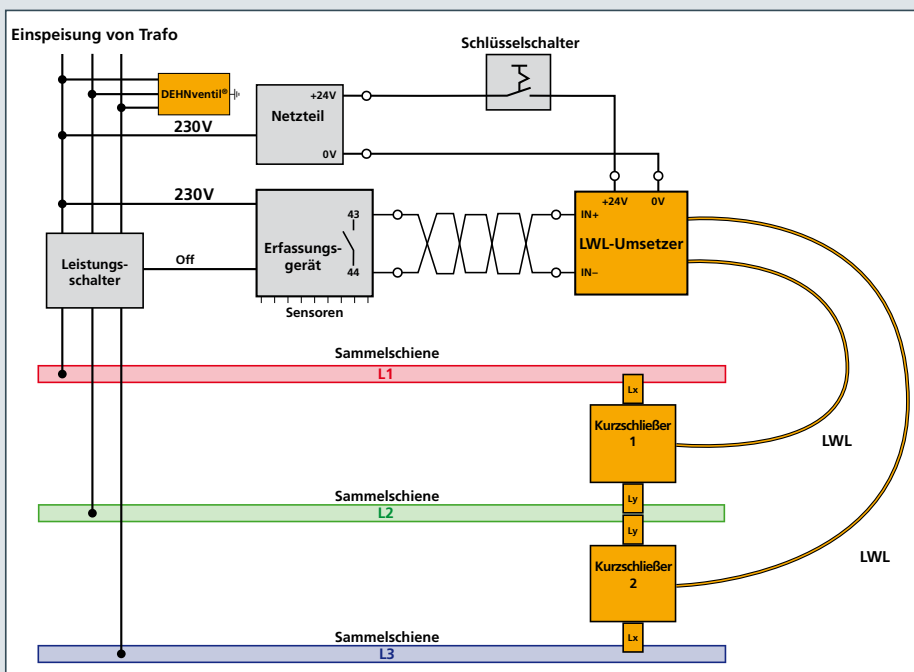 Einspeisung von Trafo
Schlüsselschalter
DEHNventil®
+24V
Netzteil
0V
230V
230V
+24V
0V
43
IN+
Erfassungs-
gerät
LWL-Umsetzer
44
IN–
Leistungs-
schalter
Off
Sensoren
Sammelschiene
L1
Lx
Kurzschließer
1
LWL
Ly
Sammelschiene
L2
Ly
Kurzschließer
2
LWL
Lx
Sammelschiene
L3